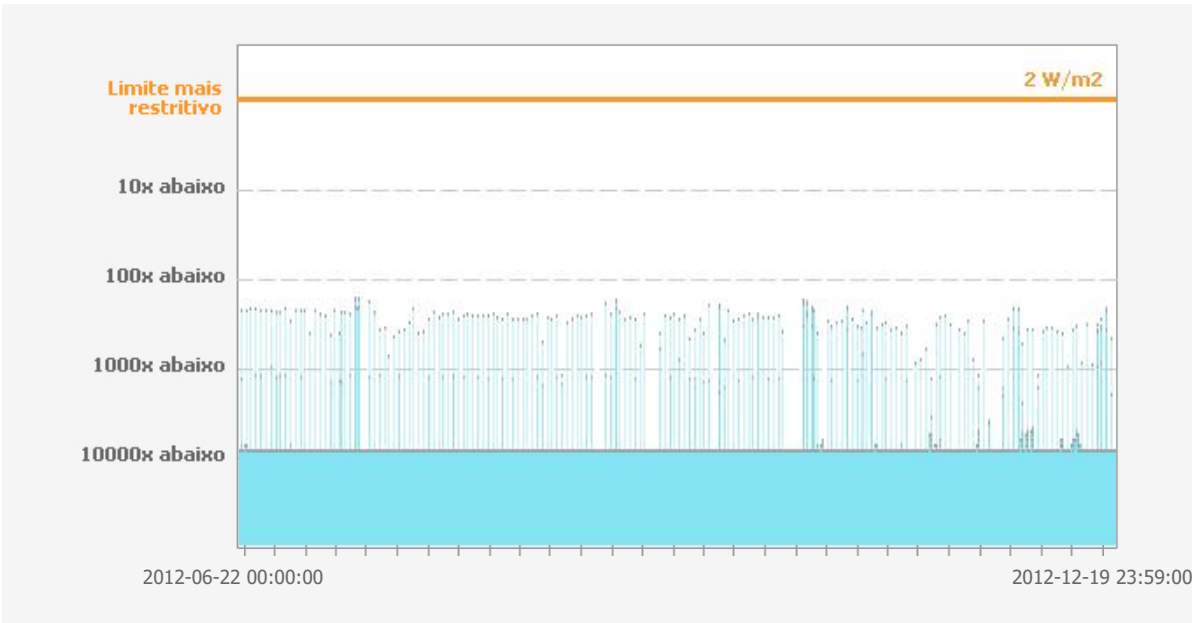 Limite mais
restritivo
2 W/m2
10x abaixo
100x abaixo
1000x abaixo
10000x abaixo
2012-06-22 00:00:00
2012-12-19 23:59:00